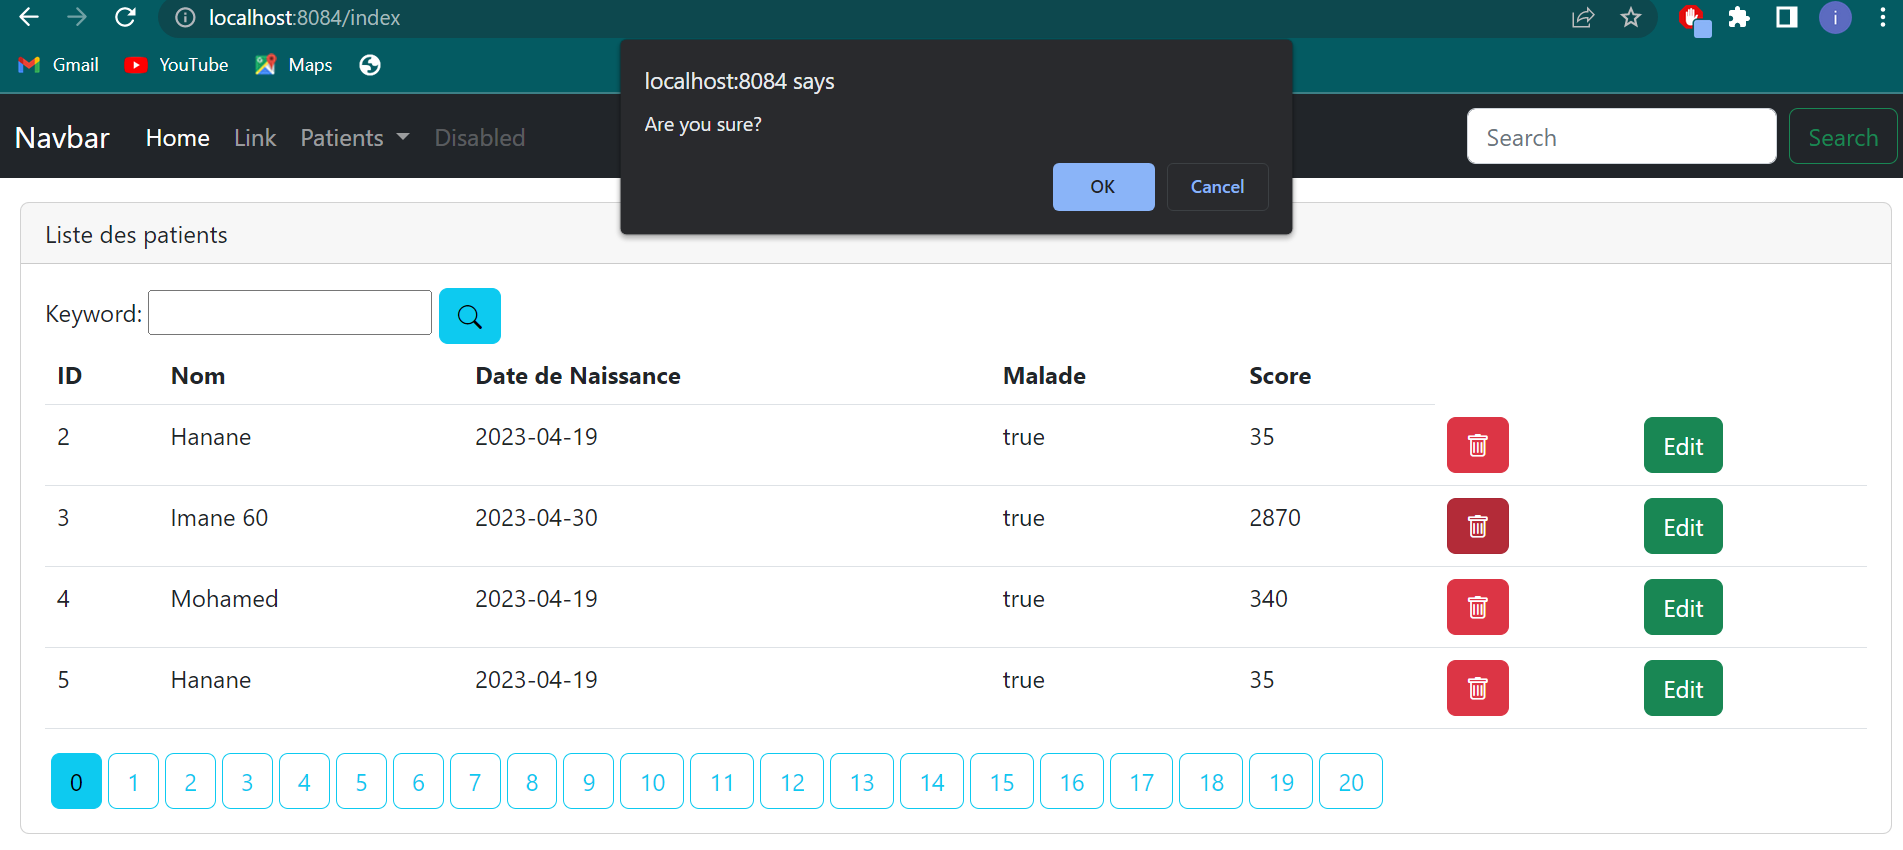 localhost:8084/index
i
Gmail YouTube Maps
localhost:8084 says
Are you sure?
OK Cancel
Navbar Home Link Patients Disabled Search Search
Liste des patients
Keyword:
ID Nom Date de Naissance Malade Score
2 Hanane 2023-04-19 true 35 Edit
3 Imane 60 2023-04-30 true 2870 Edit
4 Mohamed 2023-04-19 true 340 Edit
5 Hanane 2023-04-19 true 35 Edit
0 1 2 3 4 5 6 7 8 9 10 11 12 13 14 15 16 17 18 19 20